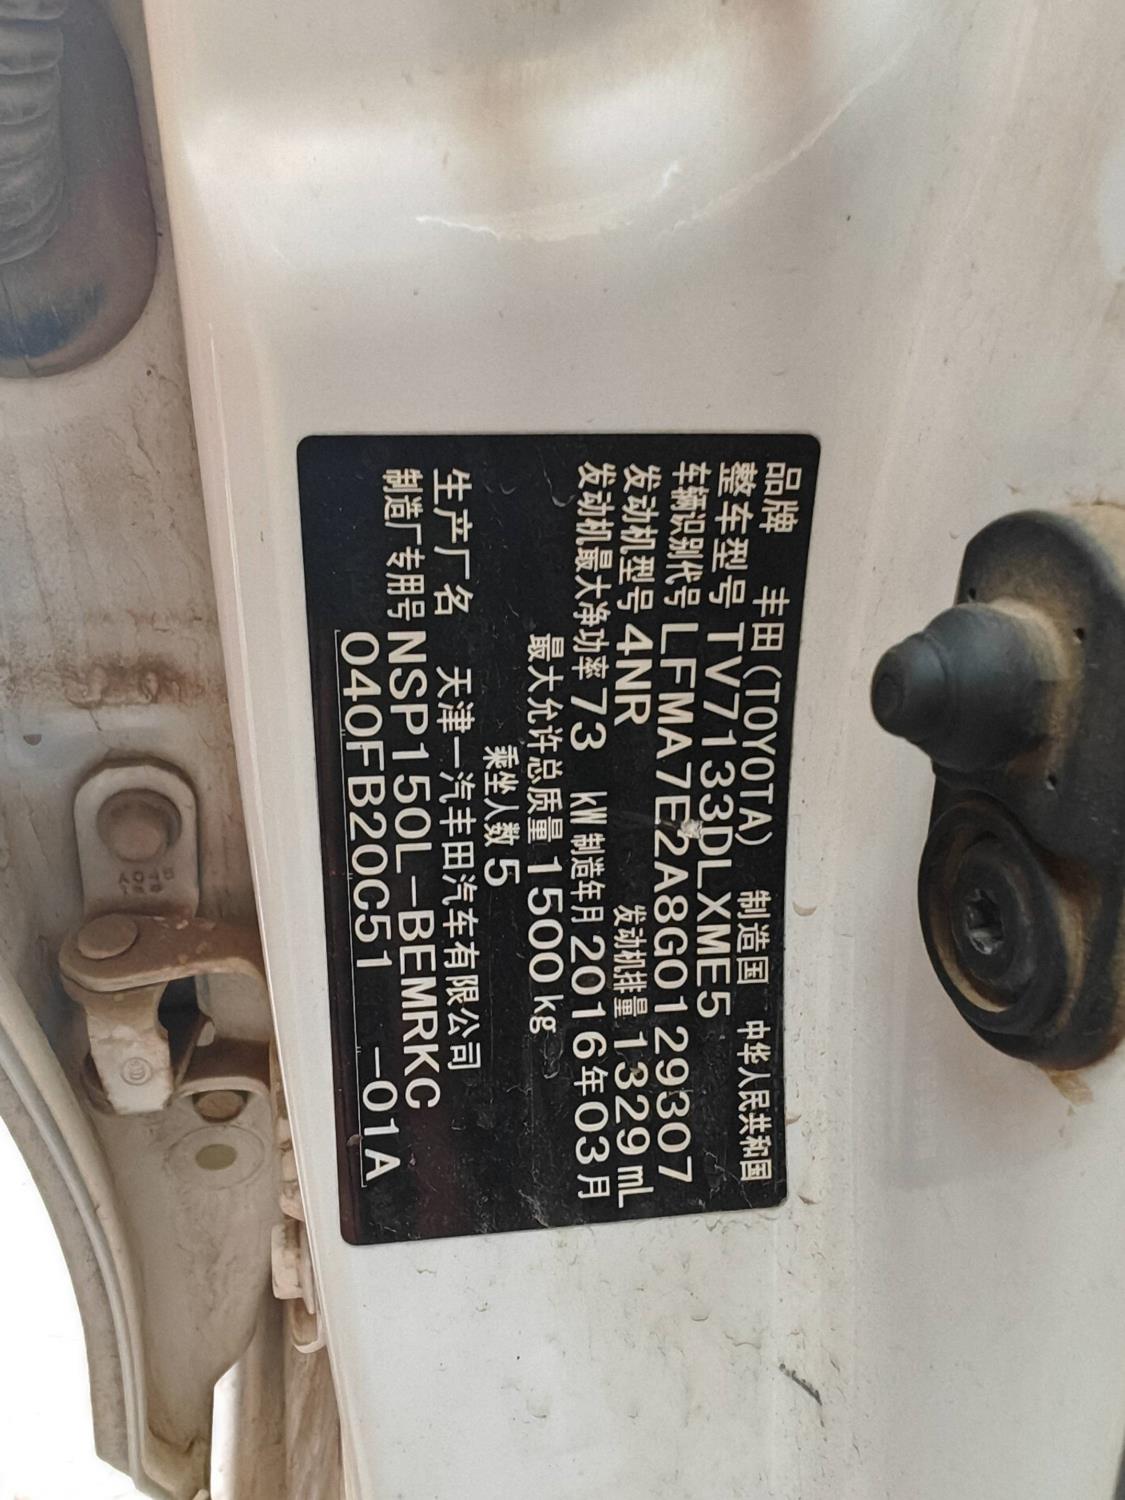 品牌 丰田(TOYOTA) 制造国 中华人民共和国
整车型号 TV7133DLXME5
车辆识别代号 LFMA7E2A8G0129307
发动机型号 4NR 发动机排量 1329 mL
发动机最大净功率 73 kW 制造年月 2016年03月
最大允许总质量 1500kg
乘坐人数 5
生产厂名 天津一汽丰田汽车有限公司
制造厂专用号 NSP150L-BEMRKC
040FB20C51 -01A